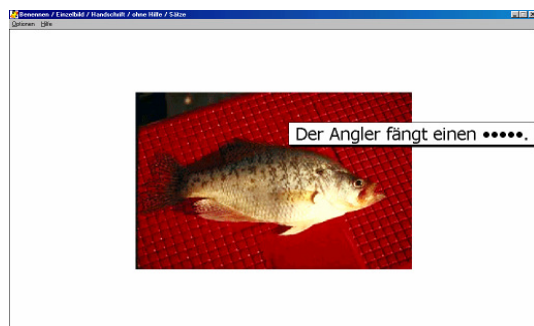 Benennen / Einzelbild / Handschrift / ohne Hilfe / Sätze
Optionen Hilfe
Der Angler fängt einen •••••.